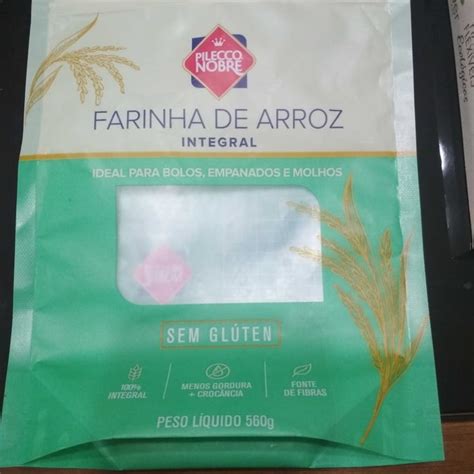 PILECCO
NOBRE
FARINHA DE ARROZ
INTEGRAL
IDEAL PARA BOLOS, EMPANADOS E MOLHOS
SEM GLÚTEN
100%
INTEGRAL
MENOS GORDURA
+ CROCÂNCIA
FONTE
DE FIBRAS
PESO LÍQUIDO 560g